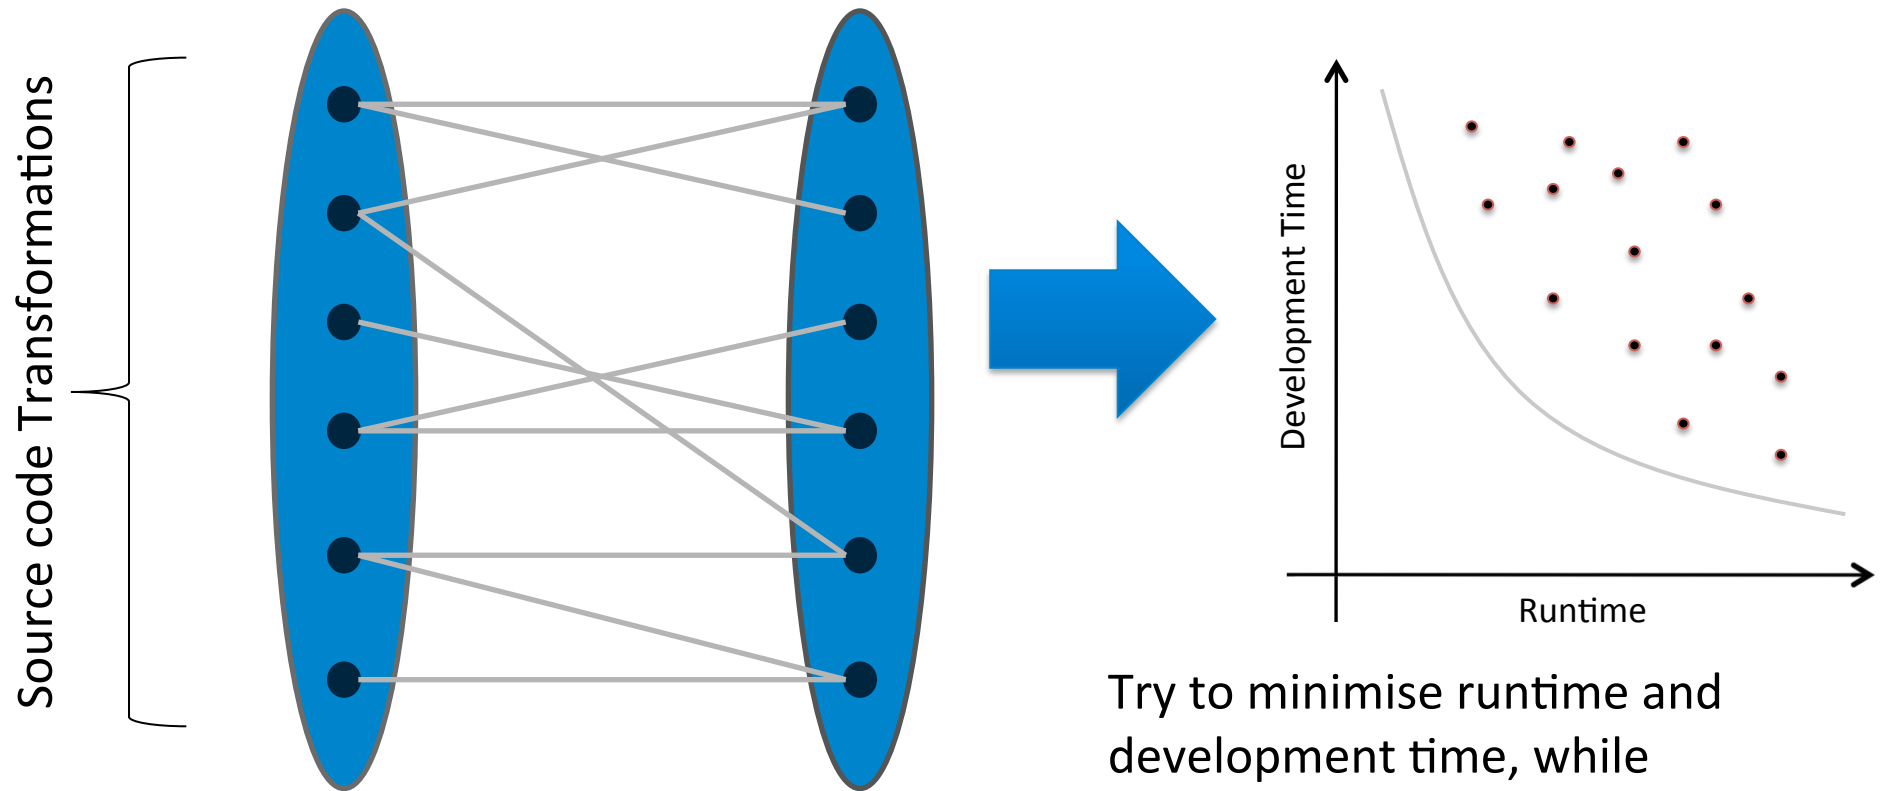 Source code Transformations
Development Time
Runtime
Try to minimise runtime and
development time, while